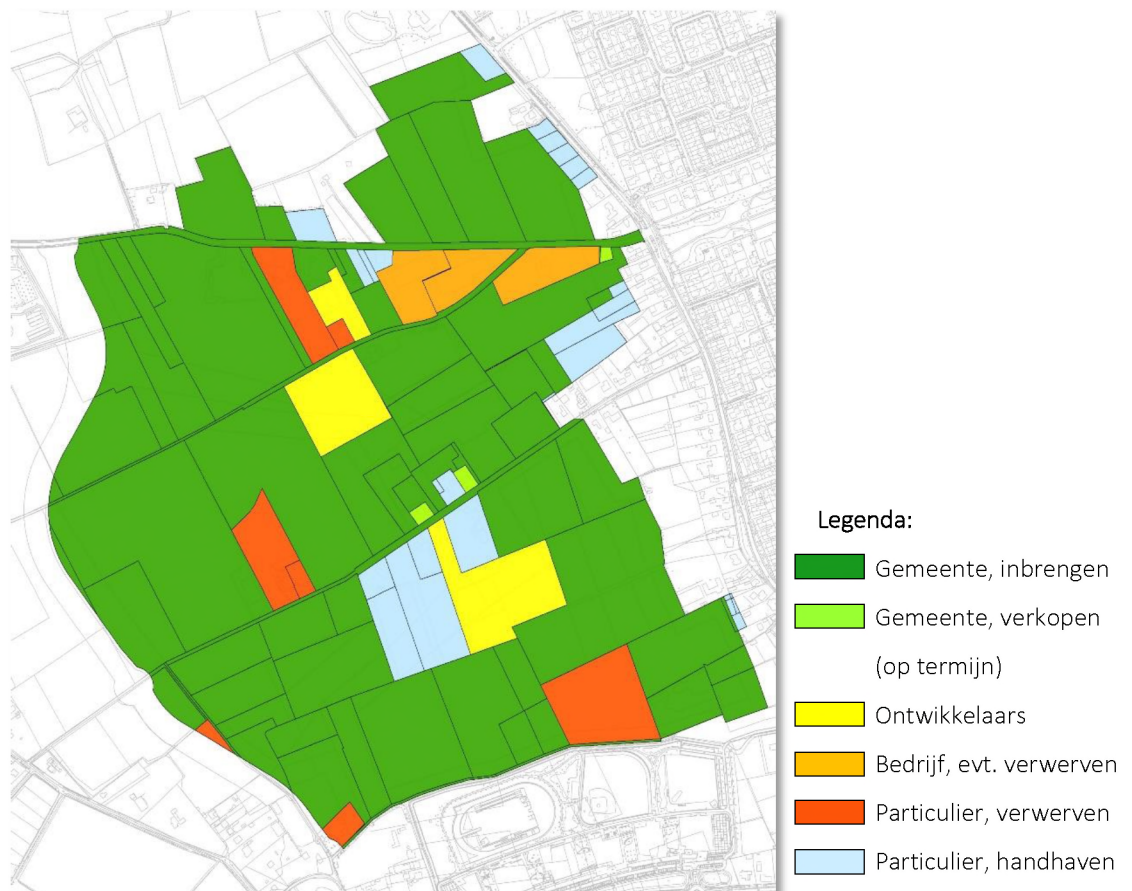 Legenda:
Gemeente, inbrengen
Gemeente, verkopen
(op termijn)
Ontwikkelaars
Bedrijf, evt. verwerven
Particulier, verwerven
Particulier, handhaven